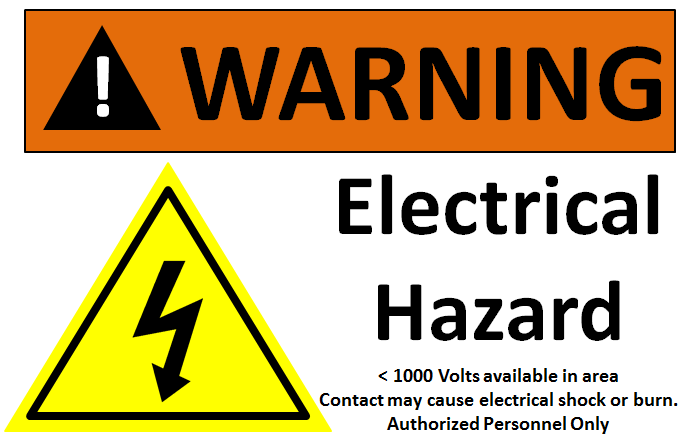 ! WARNING
Electrical
Hazard
< 1000 Volts available in area
Contact may cause electrical shock or burn.
Authorized Personnel Only